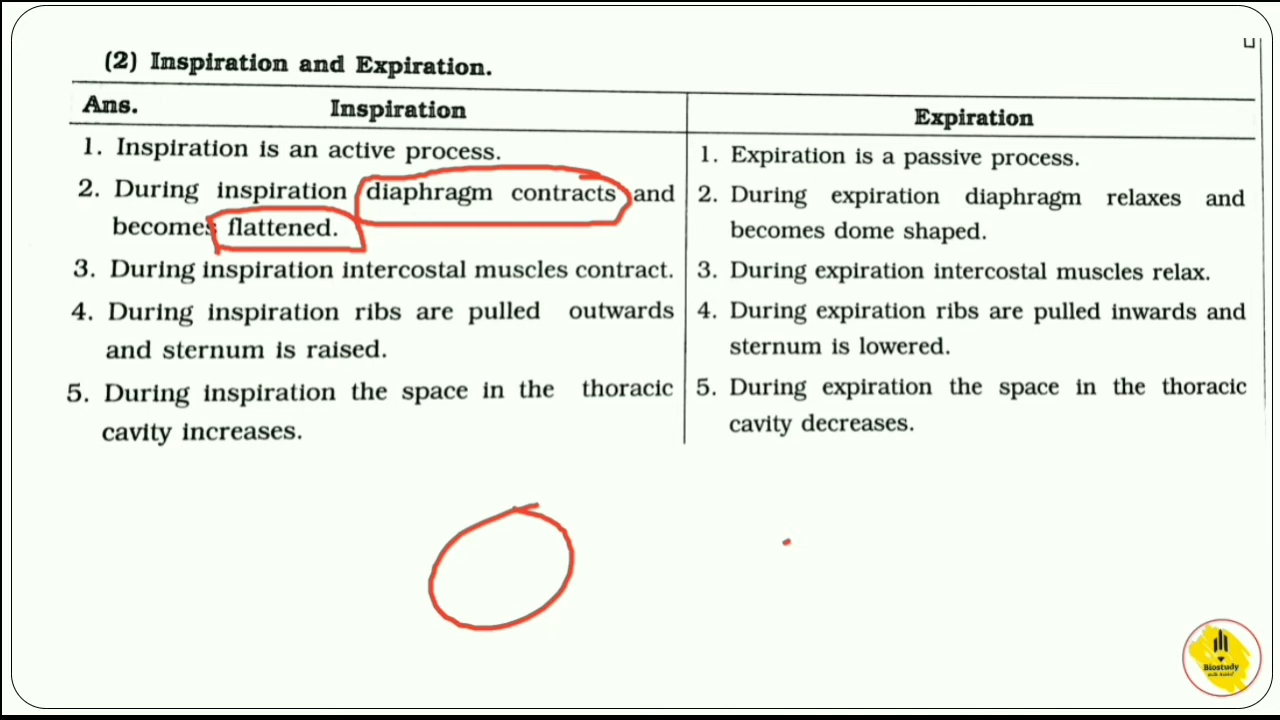 (2) Inspiration and Expiration.
Ans. Inspiration
Expiration
1. Inspiration is an active process.
2. During inspiration diaphragm contracts and
becomes flattened.
3. During inspiration intercostal muscles contract.
4. During inspiration ribs are pulled outwards
and sternum is raised.
5. During inspiration the space in the thoracic
cavity increases.
1. Expiration is a passive process.
2. During expiration diaphragm relaxes and
becomes dome shaped.
3. During expiration intercostal muscles relax.
4. During expiration ribs are pulled inwards and
sternum is lowered.
5. During expiration the space in the thoracic
cavity decreases.
Biostudy